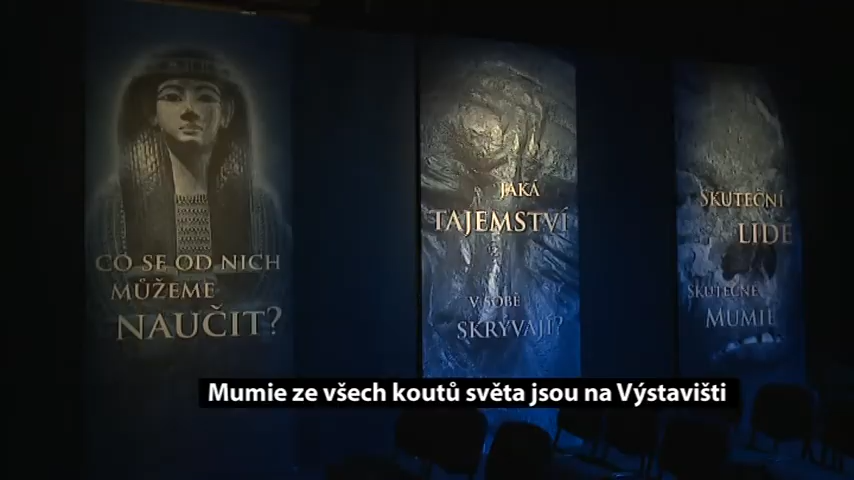 CO SE OD NICH
MŮŽEME
NAUČIT?
JAKÁ
TAJEMSTVÍ
V SOBĚ
SKRÝVAJÍ?
SKUTEČNÍ
LIDÉ
SKUTEČNÉ
MUMIE
Mumie ze všech koutů světa jsou na Výstavišti